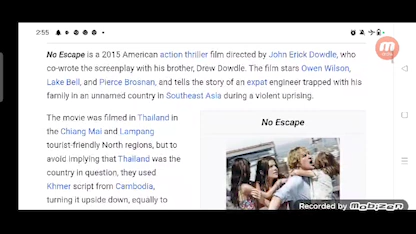 2:55
No Escape is a 2015 American action thriller film directed by John Erick Dowdle, who
co-wrote the screenplay with his brother, Drew Dowdle. The film stars Owen Wilson,
Lake Bell, and Pierce Brosnan, and tells the story of an expat engineer trapped with his
family in an unnamed country in Southeast Asia during a violent uprising.
The movie was filmed in Thailand in
the Chiang Mai and Lampang
tourist-friendly North regions, but to
avoid implying that Thailand was the
country in question, they used
Khmer script from Cambodia,
turning it upside down, equally to
No Escape
Recorded by Mobizen